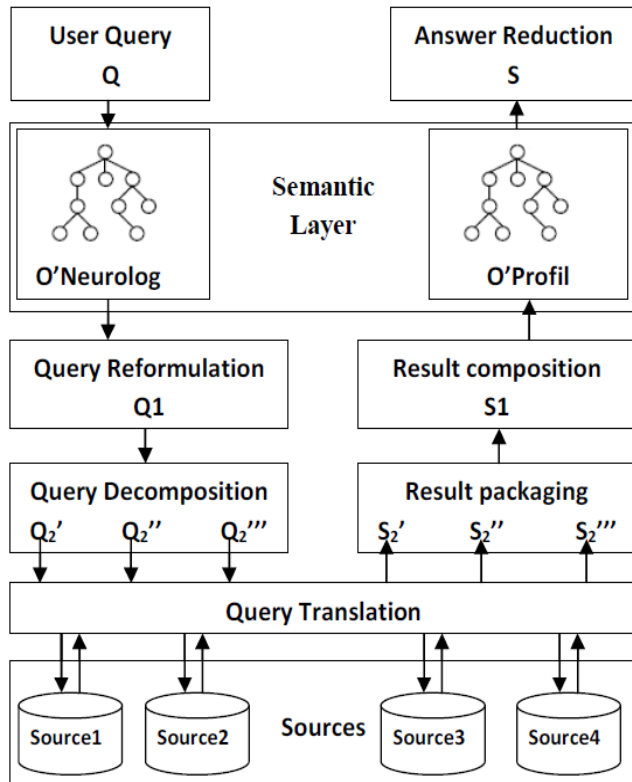 User Query
Q
Answer Reduction
S
Semantic
Layer
O'Neurolog
O'Profil
Query Reformulation
Q1
Result composition
S1
Query Decomposition
Q₂' Q₂'' Q₂'''
Result packaging
S₂' S₂'' S₂'''
Query Translation
Source1
Source2
Sources
Source3
Source4